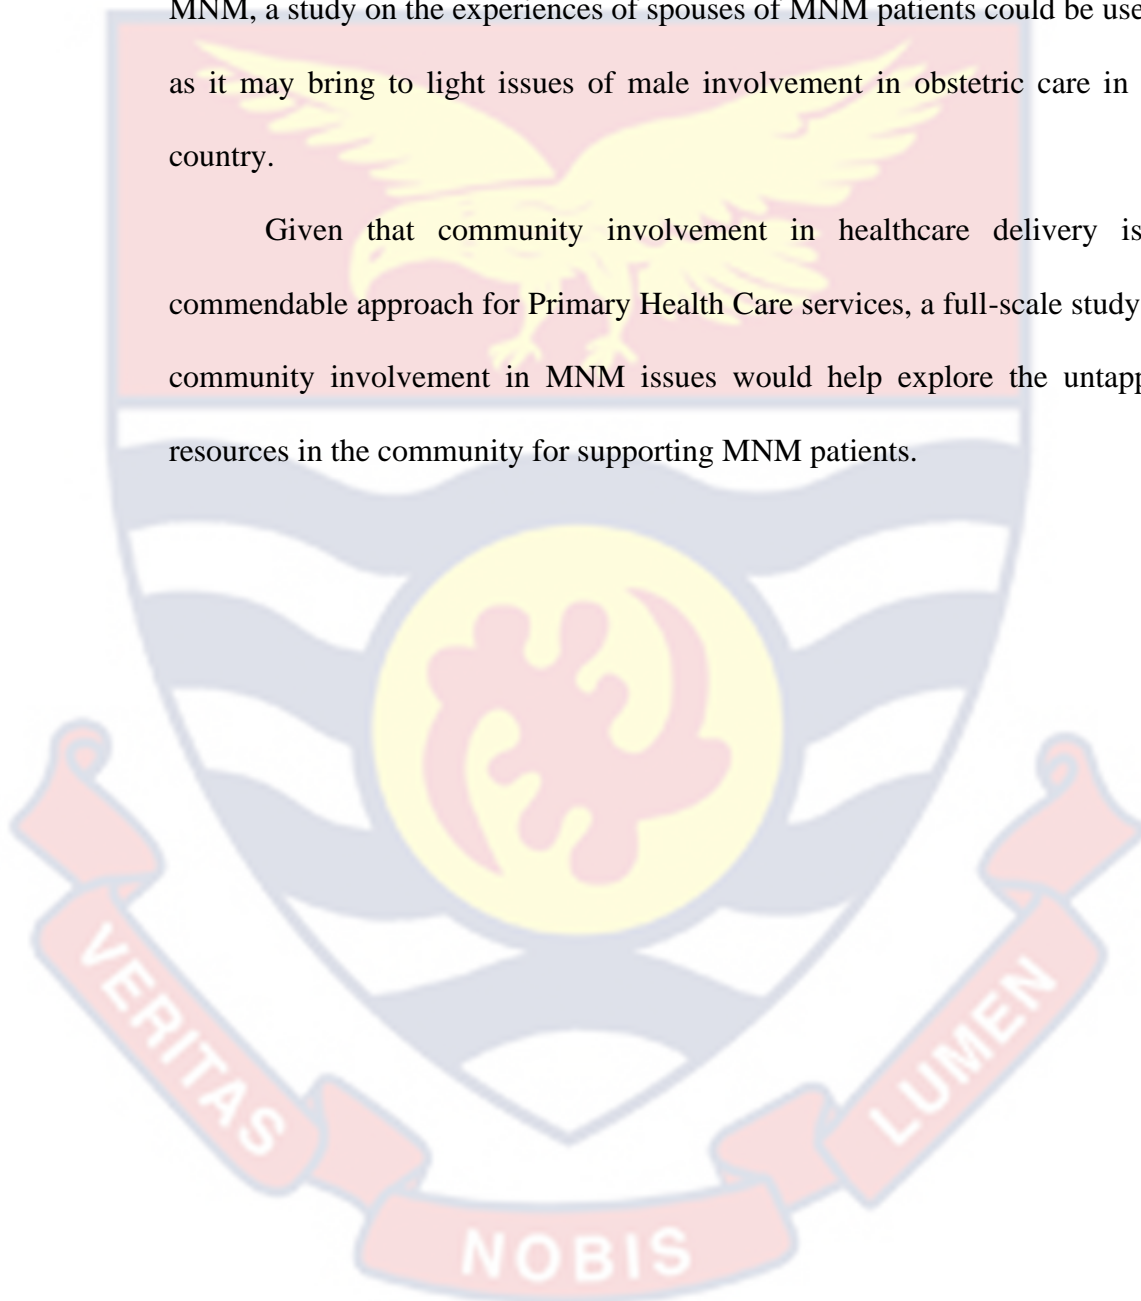 MNM, a study on the experiences of spouses of MNM patients could be use
as it may bring to light issues of male involvement in obstetric care in
country.
Given that community involvement in healthcare delivery is
commendable approach for Primary Health Care services, a full-scale study
community involvement in MNM issues would help explore the untapp
resources in the community for supporting MNM patients.
VERITAS
NOBIS
LUMEN